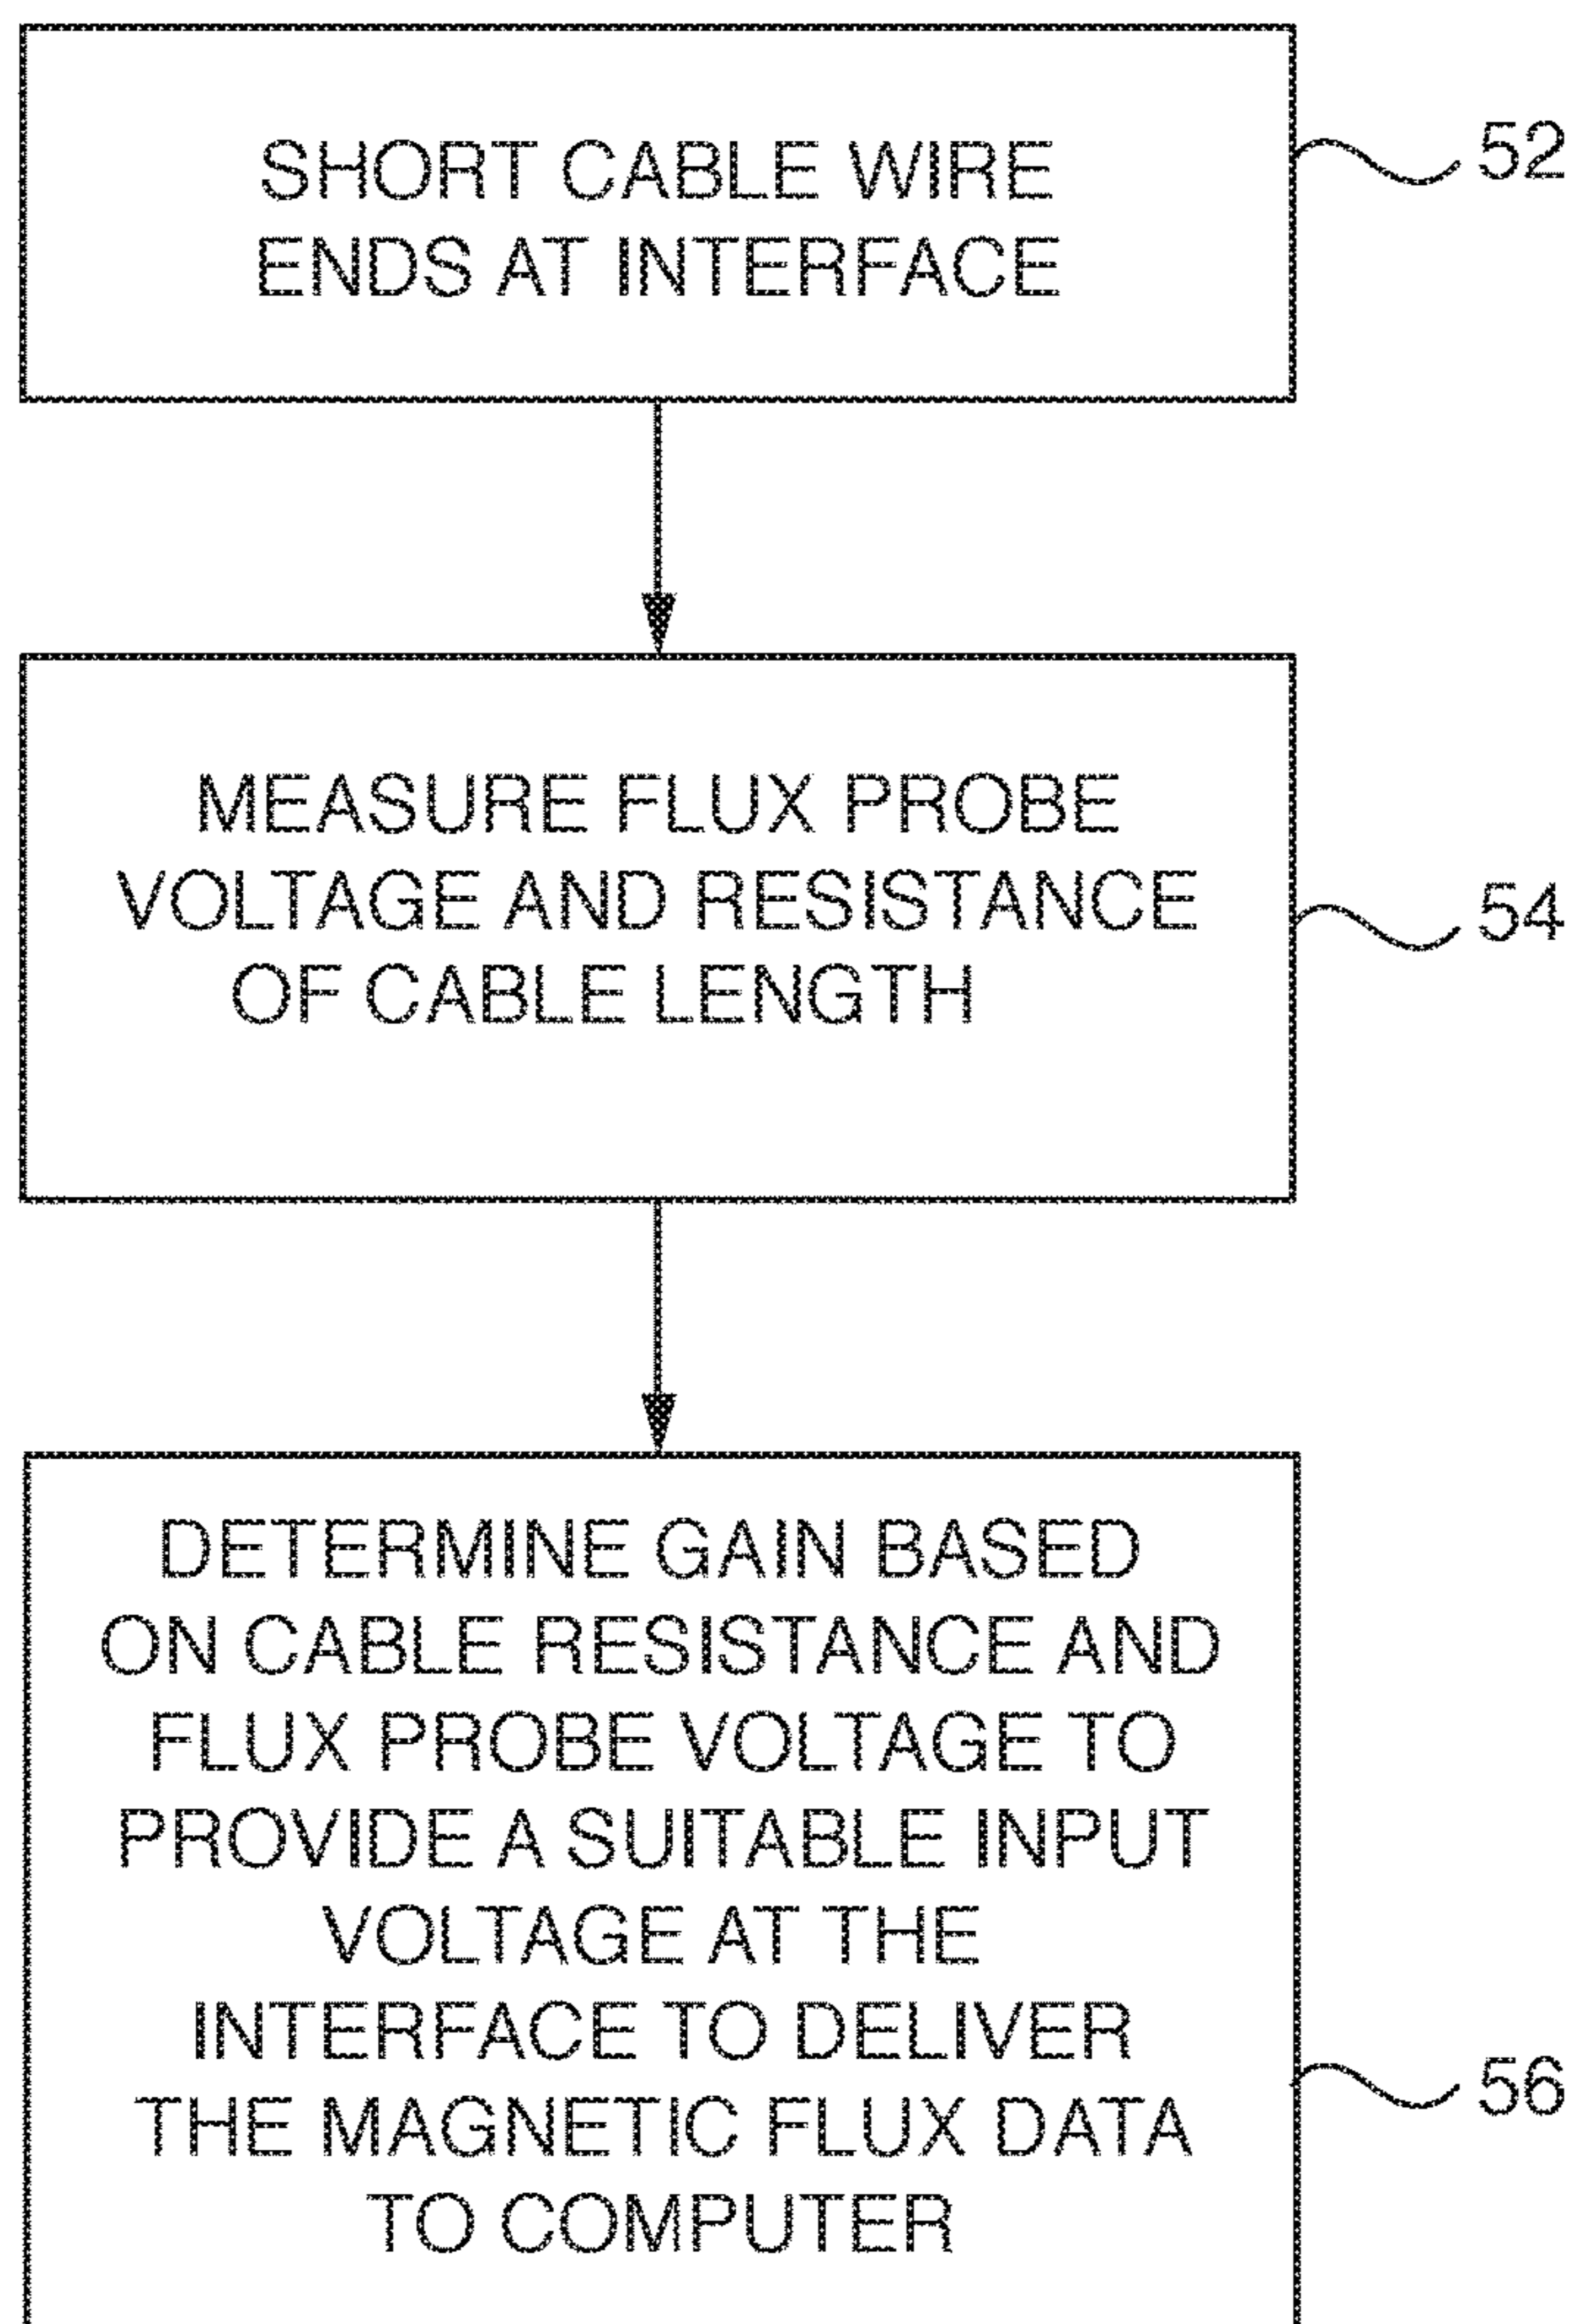 SHORT CABLE WIRE
ENDS AT INTERFACE
52
MEASURE FLUX PROBE
VOLTAGE AND RESISTANCE
OF CABLE LENGTH
54
DETERMINE GAIN BASED
ON CABLE RESISTANCE AND
FLUX PROBE VOLTAGE TO
PROVIDE A SUITABLE INPUT
VOLTAGE AT THE
INTERFACE TO DELIVER
THE MAGNETIC FLUX DATA
TO COMPUTER
56